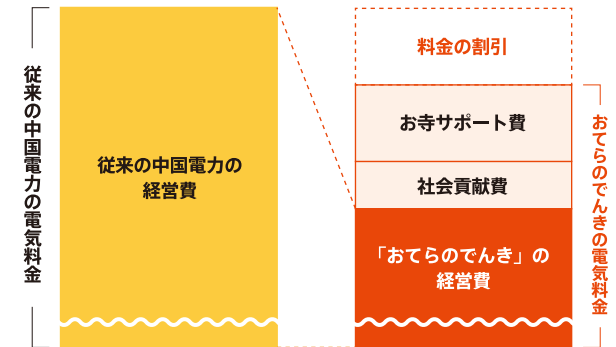 従来の中国電力の電気料金
従来の中国電力の
経営費
料金の割引
お寺サポート費
社会貢献費
「おてらのでんき」の
経営費
おてらのでんきの電気料金